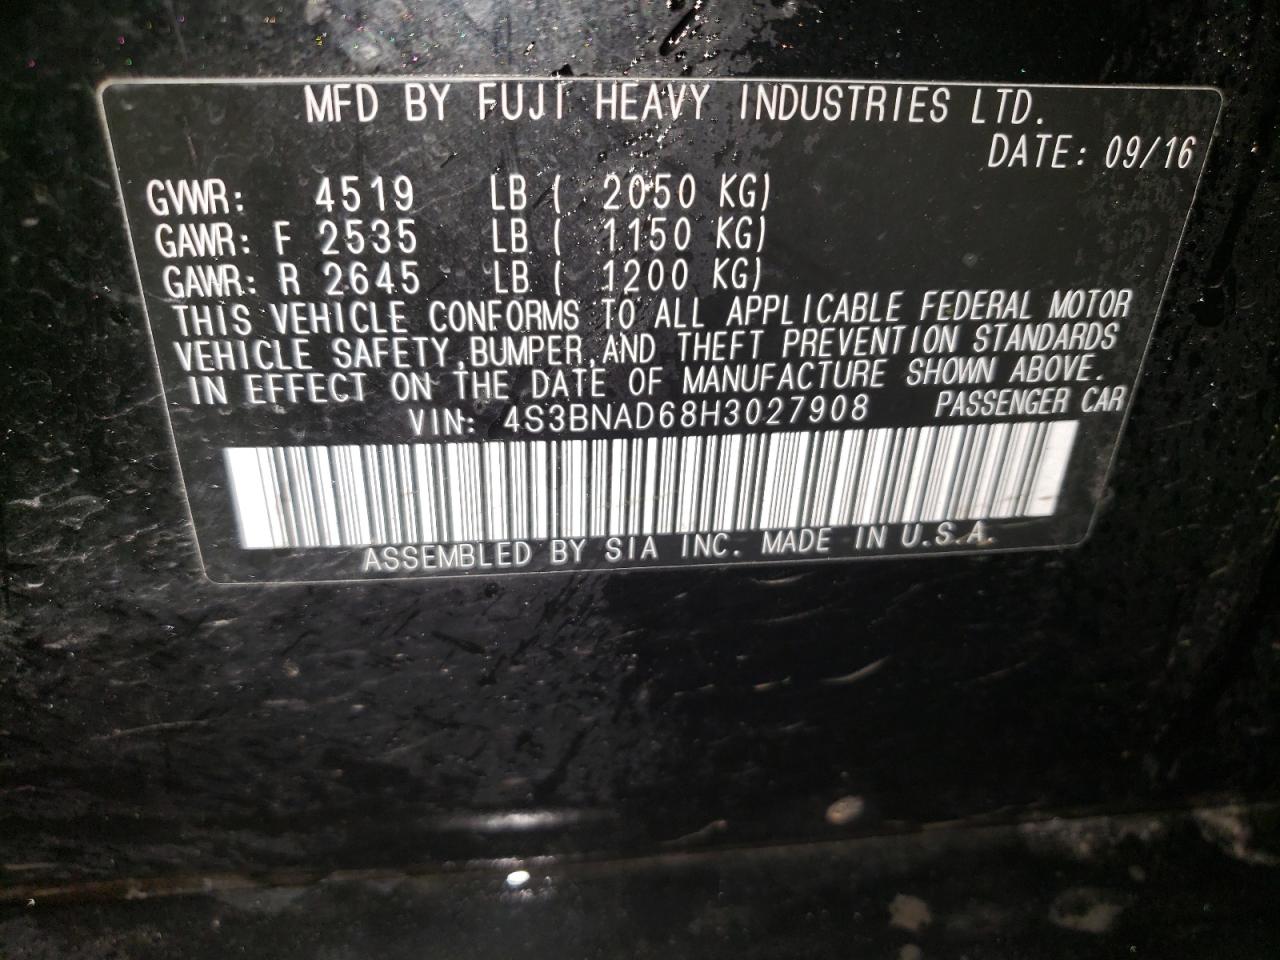 MFD BY FUJI HEAVY INDUSTRIES LTD.
DATE: 09/16
GVWR: 4519 LB ( 2050 KG)
GAWR: F 2535 LB ( 1150 KG)
GAWR: R 2645 LB ( 1200 KG)
THIS VEHICLE CONFORMS TO ALL APPLICABLE FEDERAL MOTOR
VEHICLE SAFETY,BUMPER,AND THEFT PREVENTION STANDARDS
IN EFFECT ON THE DATE OF MANUFACTURE SHOWN ABOVE.
VIN: 4S3BNAD68H3027908 PASSENGER CAR
ASSEMBLED BY SIA INC. MADE IN U.S.A.